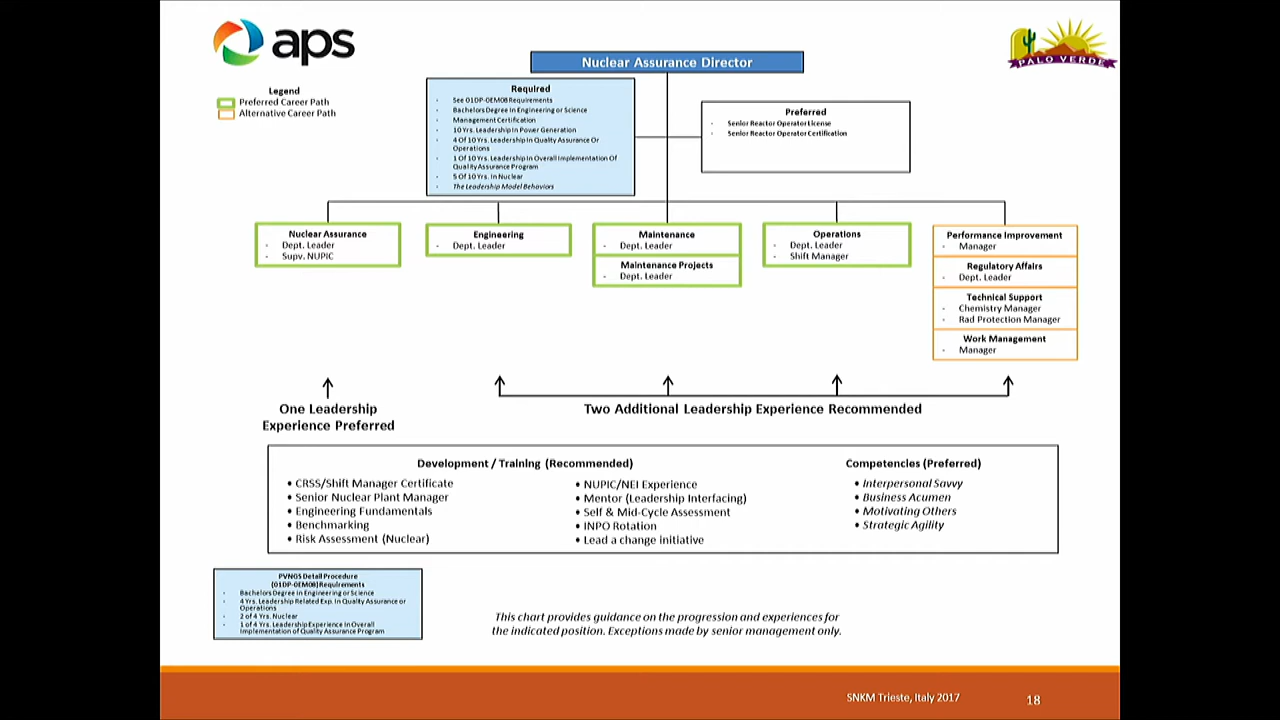 aps
PALO VERDE
Nuclear Assurance Director
Legend
Preferred Career Path
Alternative Career Path
Required
- See 01DP-0EM08 Requirements
- Bachelors Degree In Engineering or Science
- Management Certification
- 10 Yrs. Leadership In Power Generation
- 4 Of 10 Yrs. Leadership In Quality Assurance Or
Operations
- 1 Of 10 Yrs. Leadership In Overall Implementation Of
Quality Assurance Program
- 5 Of 10 Yrs. In Nuclear
- The Leadership Model Behaviors
Preferred
- Senior Reactor Operator License
- Senior Reactor Operator Certification
Nuclear Assurance
- Dept. Leader
- Supv. NUPIC
Engineering
- Dept. Leader
Maintenance
- Dept. Leader
Maintenance Projects
- Dept. Leader
Operations
- Dept. Leader
- Shift Manager
Performance Improvement
- Manager
Regulatory Affairs
- Dept. Leader
Technical Support
- Chemistry Manager
- Rad Protection Manager
Work Management
- Manager
One Leadership
Experience Preferred
Two Additional Leadership Experience Recommended
Development / Training (Recommended)
• CRSS/Shift Manager Certificate
• Senior Nuclear Plant Manager
• Engineering Fundamentals
• Benchmarking
• Risk Assessment (Nuclear)
• NUPIC/NEI Experience
• Mentor (Leadership Interfacing)
• Self & Mid-Cycle Assessment
• INPO Rotation
• Lead a change initiative
Competencies (Preferred)
• Interpersonal Savvy
• Business Acumen
• Motivating Others
• Strategic Agility
PVNGS Detail Procedure
(01DP-0EM08) Requirements
- Bachelors Degree in Engineering or Science
- 4 Yrs. Leadership Related Exp. In Quality Assurance or
Operations
- 2 of 4 Yrs. Nuclear
- 1 of 4 Yrs. Leadership Experience in Overall
Implementation of Quality Assurance Program
This chart provides guidance on the progression and experiences for
the indicated position. Exceptions made by senior management only.
SNKM Trieste, Italy 2017
18